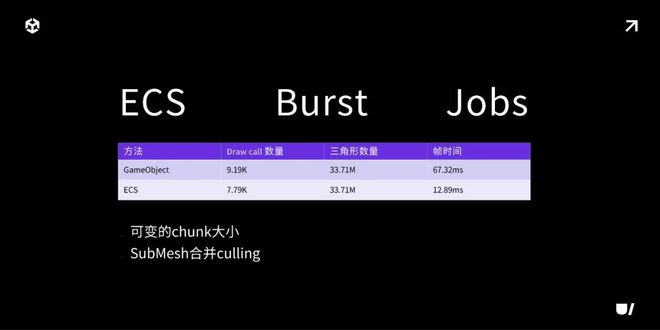 ECS Burst Jobs
方法 Draw call 数量 三角形数量 帧时间
GameObject 9.19K 33.71M 67.32ms
ECS 7.79K 33.71M 12.89ms
可变的chunk大小
SubMesh合并culling